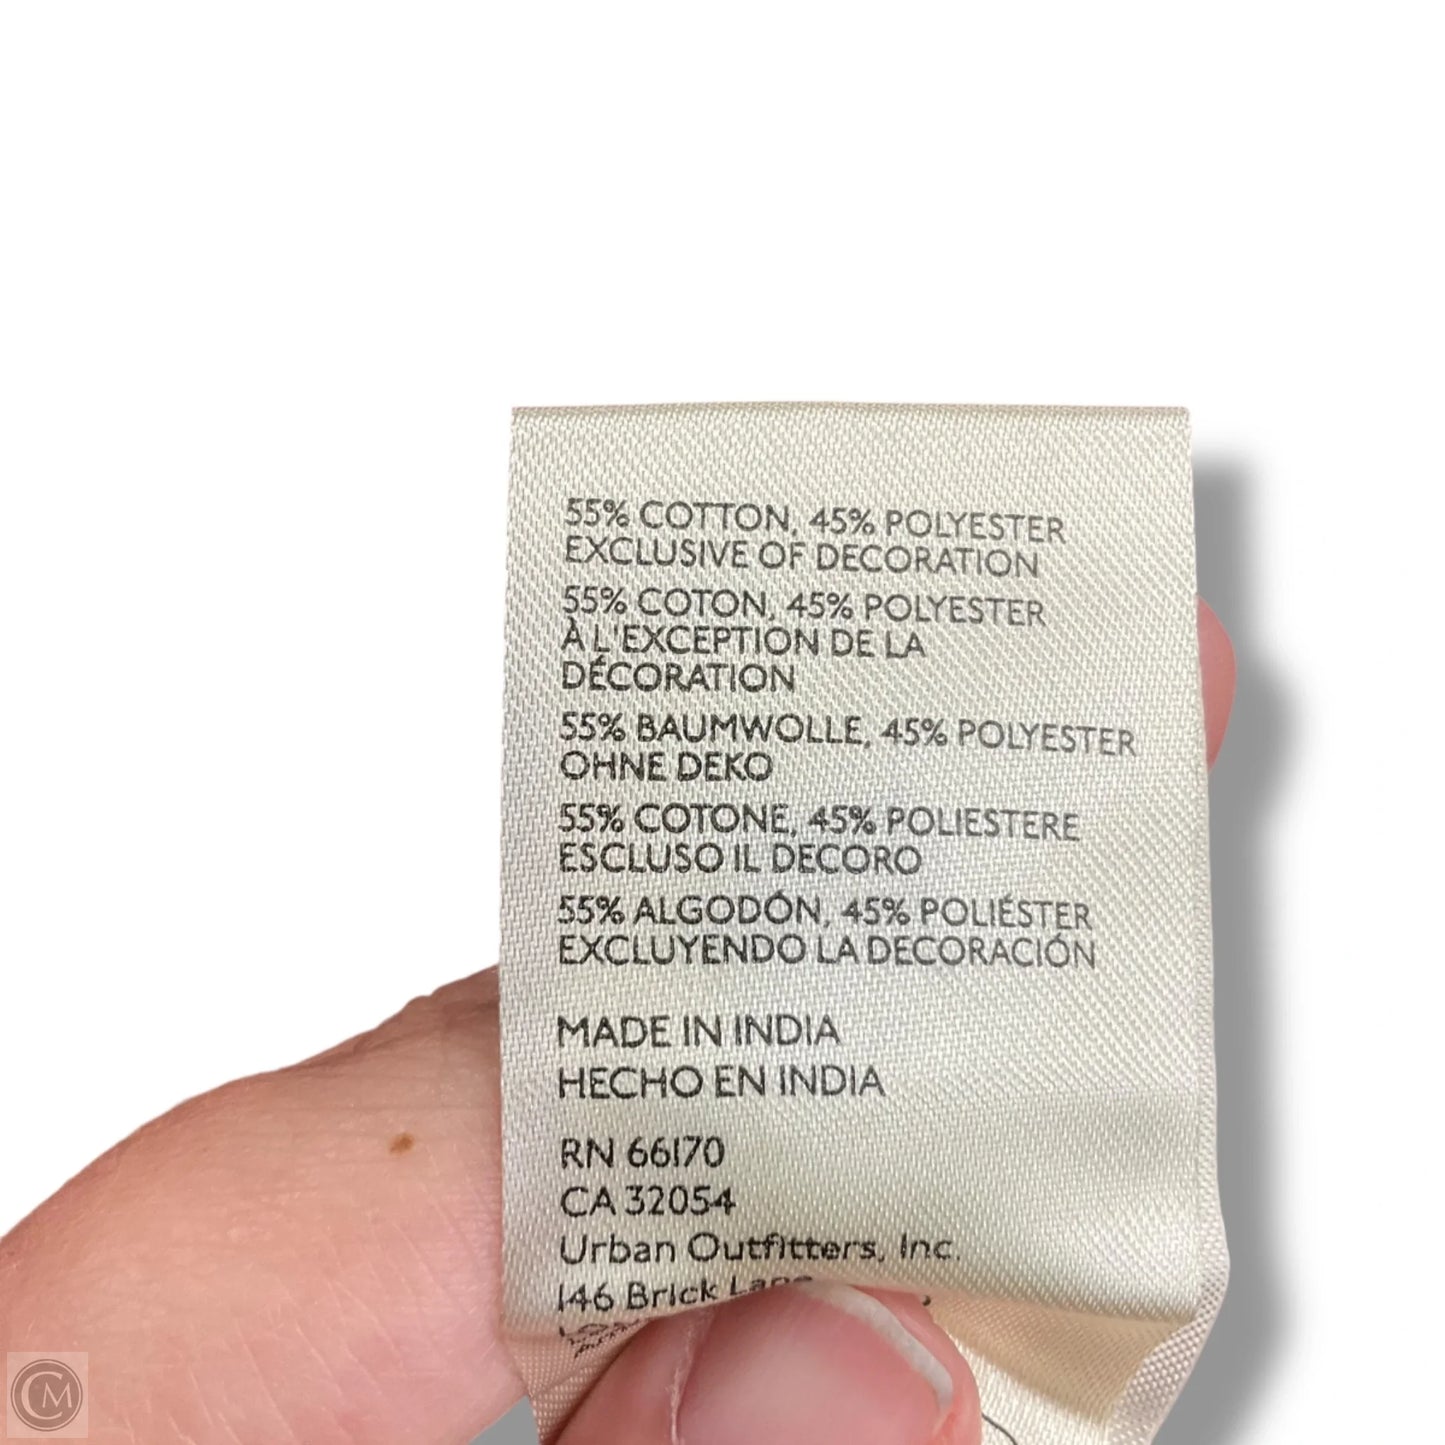 55% COTTON, 45% POLYESTER
EXCLUSIVE OF DECORATION
55% COTON, 45% POLYESTER
À L'EXCEPTION DE LA
DÉCORATION
55% BAUMWOLLE, 45% POLYESTER
OHNE DEKO
55% COTONE, 45% POLIESTERE
ESCLUSO IL DECORO
55% ALGODÓN, 45% POLIÉSTER
EXCLUYENDO LA DECORACIÓN
MADE IN INDIA
HECHO EN INDIA
RN 66170
CA 32054
Urban Outfitters, Inc.
146 Brick Lane
CM